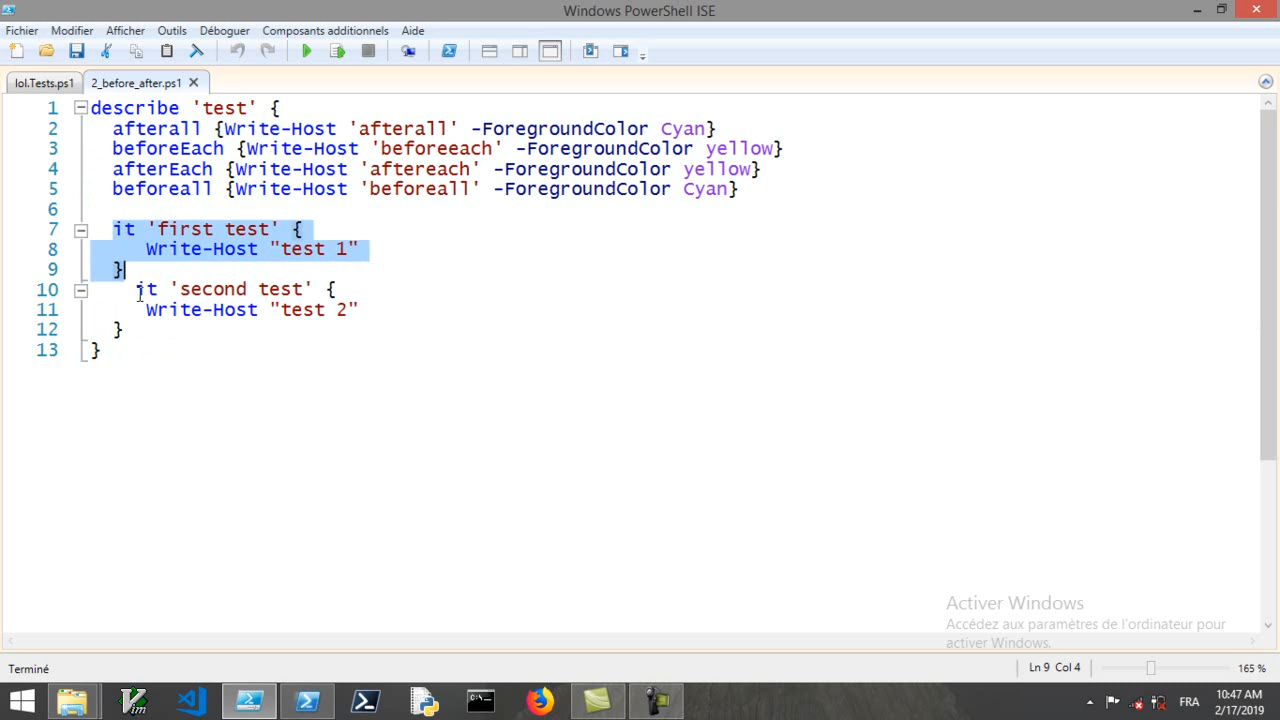 Windows PowerShell ISE
Fichier Modifier Afficher Outils Déboguer Composants additionnels Aide
lol.Tests.ps1 2_before_after.ps1
1 describe 'test' {
2 afterall {Write-Host 'afterall' -ForegroundColor Cyan}
3 beforeEach {Write-Host 'beforeeach' -ForegroundColor yellow}
4 afterEach {Write-Host 'aftereach' -ForegroundColor yellow}
5 beforeall {Write-Host 'beforeall' -ForegroundColor Cyan}
6
7 it 'first test' {
8 Write-Host "test 1"
9 }
10 it 'second test' {
11 Write-Host "test 2"
12 }
13 }
Activer Windows
Accédez aux paramètres de l'ordinateur pour
activer Windows.
Terminé Ln 9 Col 4 165 %
FRA 10:47 AM
2/17/2019